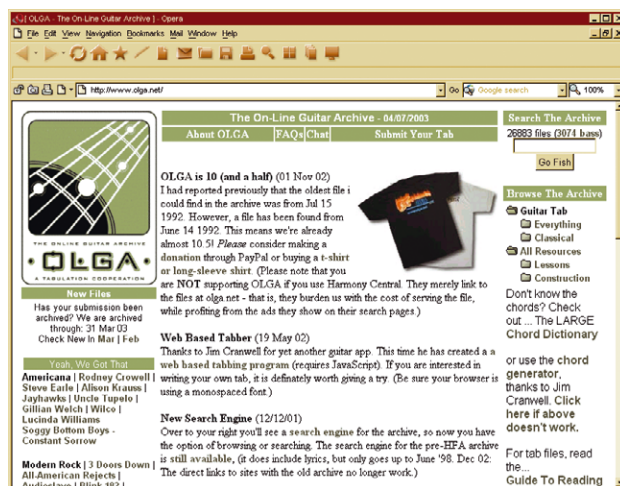 [ OLGA - The On-Line Guitar Archive ] - Opera
File Edit View Navigation Bookmarks Mail Window Help
http://www.olga.net/
Go
Google search
100%
THE ONLINE GUITAR ARCHIVE
OLGA
A TABULATION COOPERATION
New Files
Has your submission been
archived? We are archived
through: 31 Mar 03
Check New In Mar | Feb
Yeah, We Got That
Americana | Rodney Crowell |
Steve Earle | Alison Krauss |
Jayhawks | Uncle Tupelo |
Gillian Welch | Wilco |
Lucinda Williams
Soggy Bottom Boys -
Constant Sorrow
Modern Rock | 3 Doors Down |
All-American Rejects |
Audioslave | Blink 182 |
The On-Line Guitar Archive - 04/07/2003
About OLGA FAQs Chat Submit Your Tab
OLGA is 10 (and a half) (01 Nov 02)
I had reported previously that the oldest file i
could find in the archive was from Jul 15
1992. However, a file has been found from
June 14 1992. This means we're already
almost 10.5! Please consider making a
donation through PayPal or buying a t-shirt
or long-sleeve shirt. (Please note that you
are NOT supporting OLGA if you use Harmony Central. They merely link to
the files at olga.net - that is, they burden us with the cost of serving the file,
while profiting from the ads they show on their search pages.)
Web Based Tabber (19 May 02)
Thanks to Jim Cranwell for yet another guitar app. This time he has created a a
web based tabbing program (requires JavaScript). If you are interested in
writing your own tab, it is definately worth giving a try. (Be sure your browser is
using a monospaced font.)
New Search Engine (12/12/01)
Over to your right you'll see a search engine for the archive, so now you have
the option of browsing or searching. The search engine for the pre-HFA archive
is still available, (it does include lyrics, but only goes up to June '98. Dec 02:
The direct links to sites with the old archive no longer work.)
Search The Archive
26883 files (3074 bass)
Go Fish
Browse The Archive
Guitar Tab
Everything
Classical
All Resources
Lessons
Construction
Don't know the
chords? Check
out ... The LARGE
Chord Dictionary
or use the chord
generator,
thanks to Jim
Cranwell. Click
here if above
doesn't work.
For tab files, read
the...
Guide To Reading